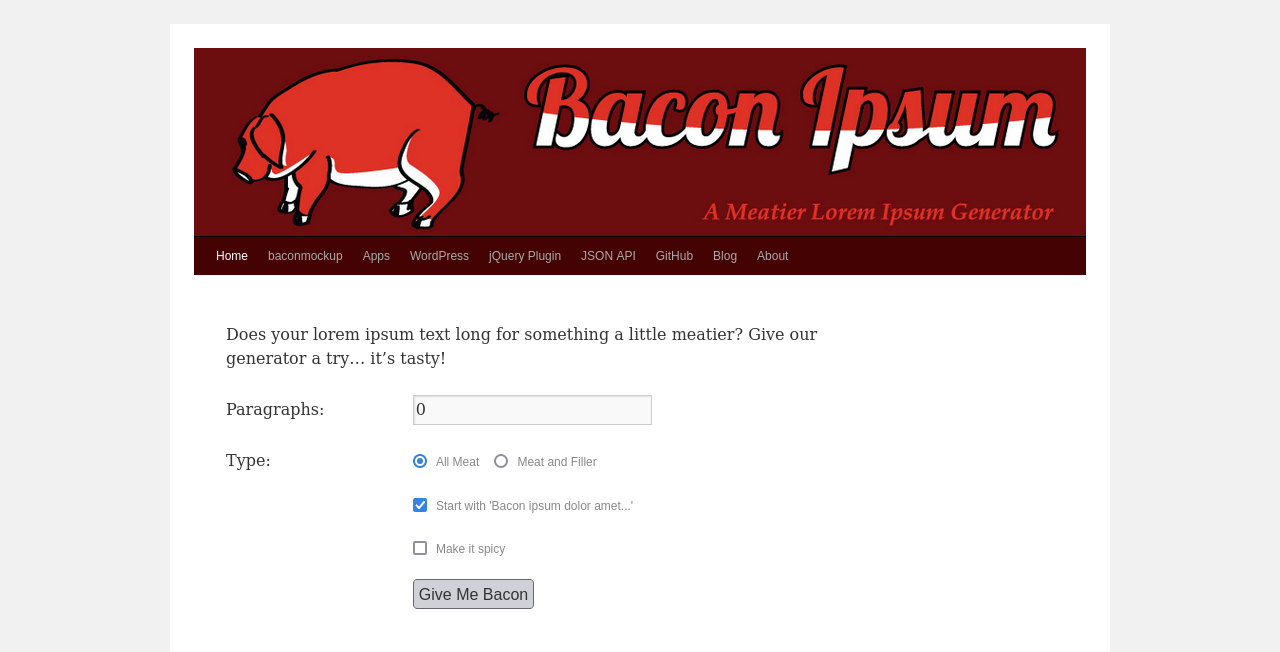 Bacon Ipsum
A Meatier Lorem Ipsum Generator
Home baconmockup Apps WordPress jQuery Plugin JSON API GitHub Blog About
Does your lorem ipsum text long for something a little meatier? Give our
generator a try… it’s tasty!
Paragraphs: 0
Type: All Meat Meat and Filler
Start with 'Bacon ipsum dolor amet...'
Make it spicy
Give Me Bacon